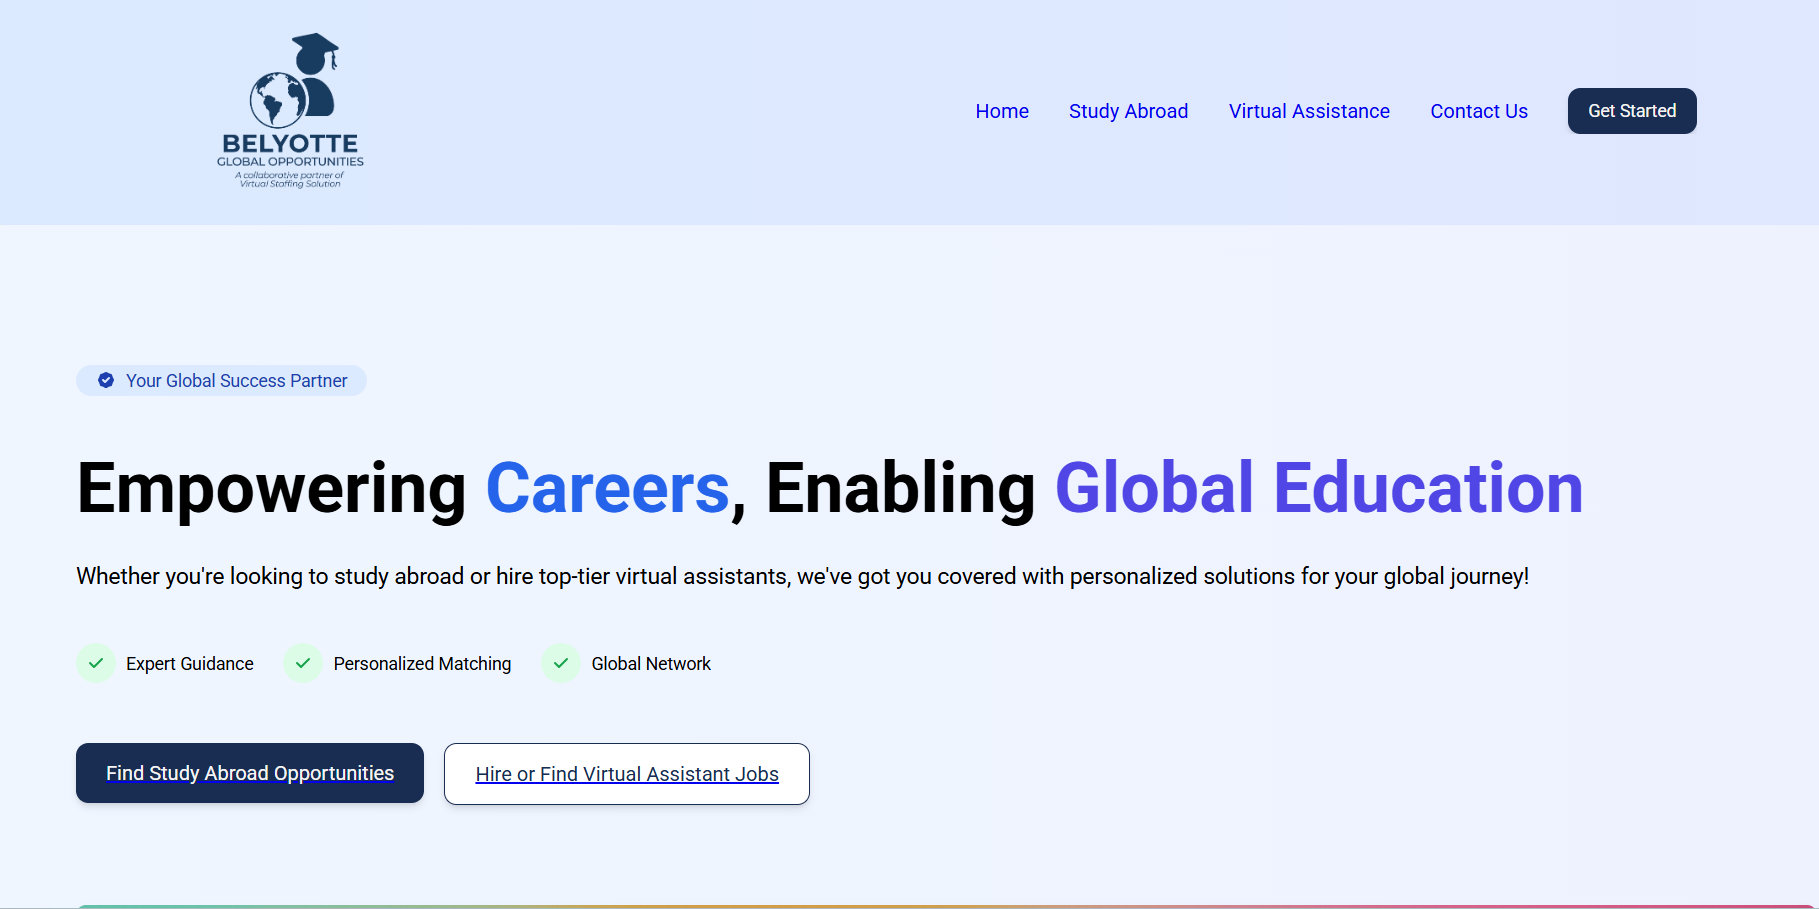 BELYOTTE
GLOBAL OPPORTUNITIES
A collaborative partner of
Virtual Staffing Solution
Home
Study Abroad
Virtual Assistance
Contact Us
Get Started
Your Global Success Partner
Empowering Careers, Enabling Global Education
Whether you're looking to study abroad or hire top-tier virtual assistants, we've got you covered with personalized solutions for your global journey!
Expert Guidance
Personalized Matching
Global Network
Find Study Abroad Opportunities
Hire or Find Virtual Assistant Jobs